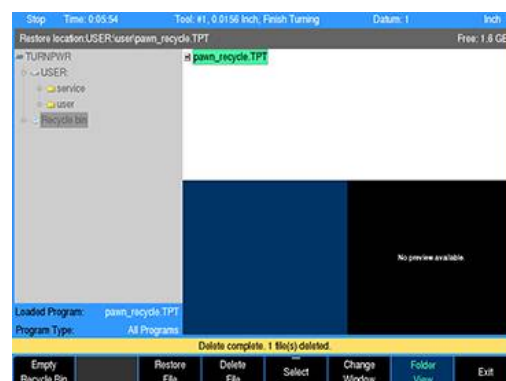 Stop Time: 0:05:54 Tool: #1, 0.0156 Inch, Finish Turning Datum: 1 Inch
Restore location:USER:\user\pawn_recycle.TPT Free: 1.6 GB
TURNPWR
USER:
service
user
Recycle bin
pawn_recycle.TPT
No preview available.
Loaded Program: pawn_recycle.TPT
Program Type: All Programs
Delete complete. 1 file(s) deleted.
Empty Recycle Bin
Restore File
Delete File
Select
Change Window
Folder View
Exit